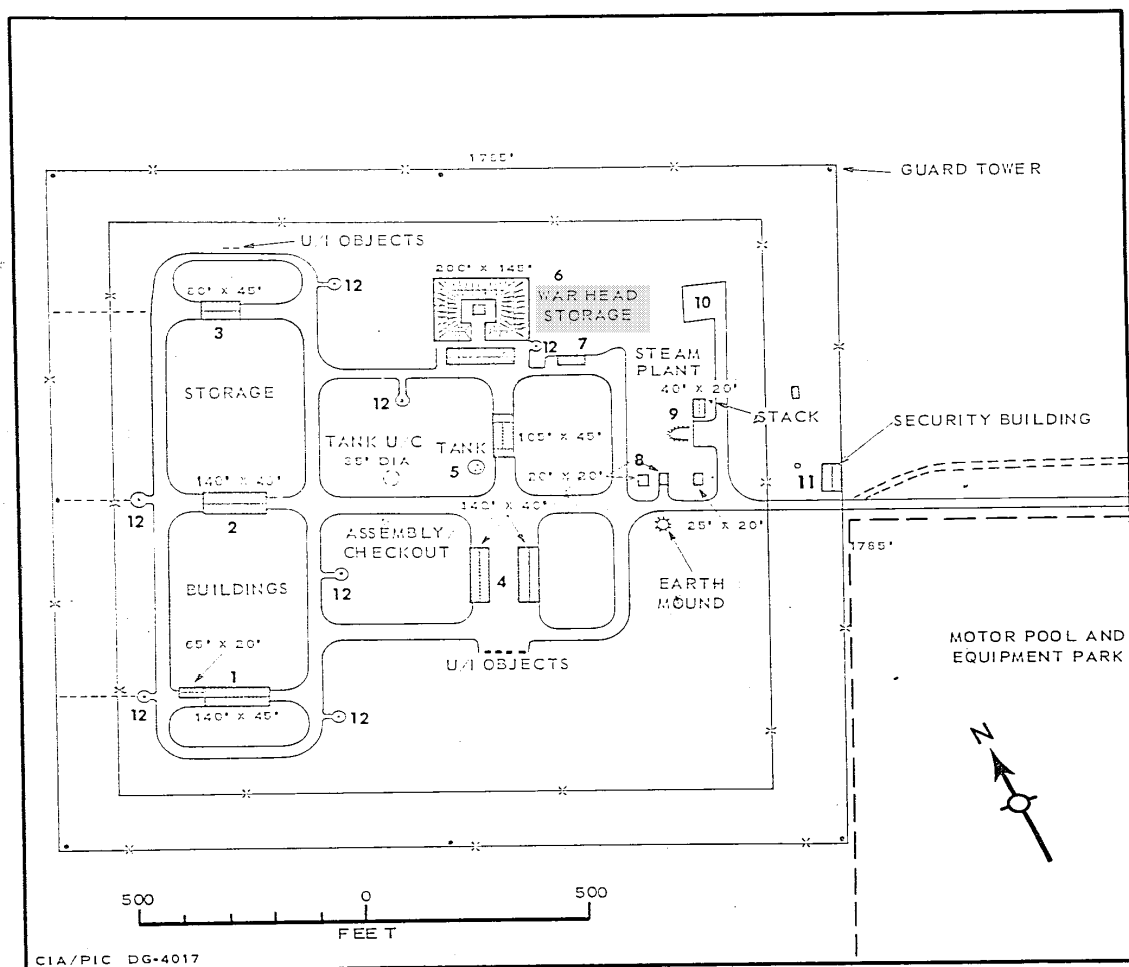 1765'
GUARD TOWER
U/I OBJECTS
200' X 145'
6
12
WAR HEAD
STORAGE
10
60' X 45'
3
12
7
STEAM
PLANT
40' X 20'
STORAGE
12
9
STACK
SECURITY BUILDING
TANK U/C
35' DIA
TANK
5
105' X 45'
8
20' X 20'
11
140' X 45'
2
12
140' X 40'
25' X 20'
ASSEMBLY/
CHECKOUT
1765'
12
4
EARTH
MOUND
BUILDINGS
65' X 20'
U/I OBJECTS
MOTOR POOL AND
EQUIPMENT PARK
1
12
140' X 45'
12
N
500
0
500
FEET
CIA/PIC DG-4017